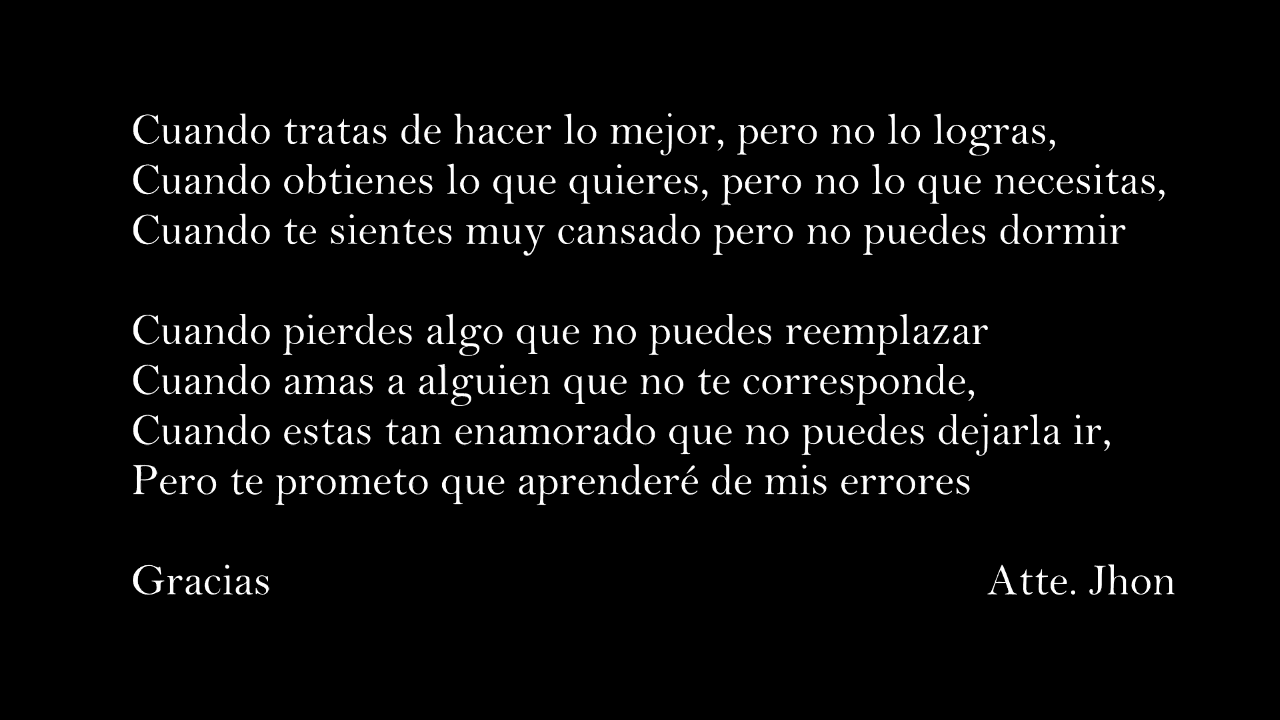 Cuando tratas de hacer lo mejor, pero no lo logras,
Cuando obtienes lo que quieres, pero no lo que necesitas,
Cuando te sientes muy cansado pero no puedes dormir
Cuando pierdes algo que no puedes reemplazar
Cuando amas a alguien que no te corresponde,
Cuando estas tan enamorado que no puedes dejarla ir,
Pero te prometo que aprenderé de mis errores
Gracias Atte. Jhon